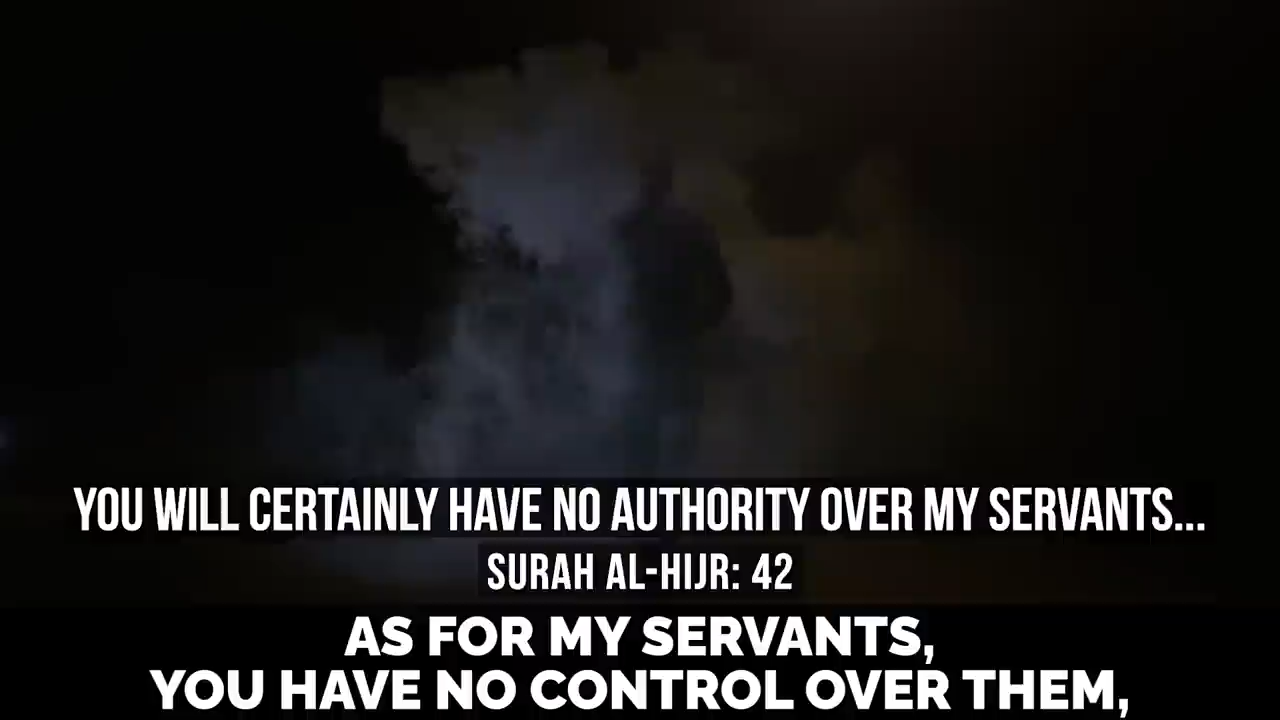 YOU WILL CERTAINLY HAVE NO AUTHORITY OVER MY SERVANTS...
SURAH AL-HIJR: 42
AS FOR MY SERVANTS,
YOU HAVE NO CONTROL OVER THEM,